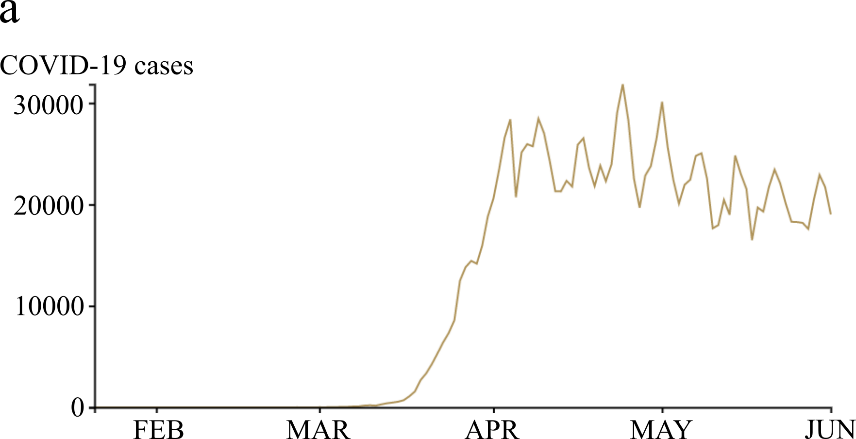 a
COVID-19 cases
30000
20000
10000
0
FEB MAR APR MAY JUN